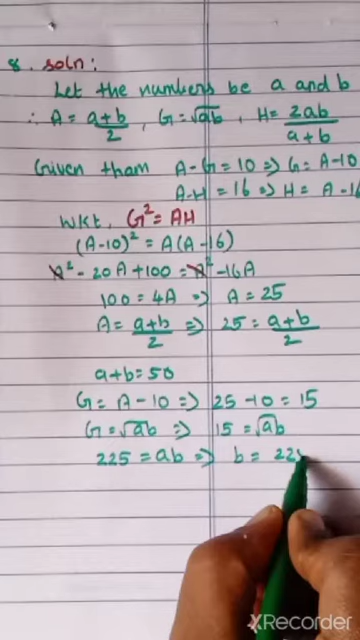 8. soln:
Let the numbers be a and b
∴ A = a+b/2 , G = √ab , H = 2ab/a+b
Given tham A-G = 10 => G = A-10
A-H = 16 => H = A-16
WKT, G² = AH
(A-10)² = A(A-16)
A² - 20A + 100 = A² - 16A
100 = 4A => A = 25
A = a+b/2 => 25 = a+b/2
a+b = 50
G = A-10 => 25-10 = 15
G = √ab => 15 = √ab
225 = ab => b = 225
XRecorder